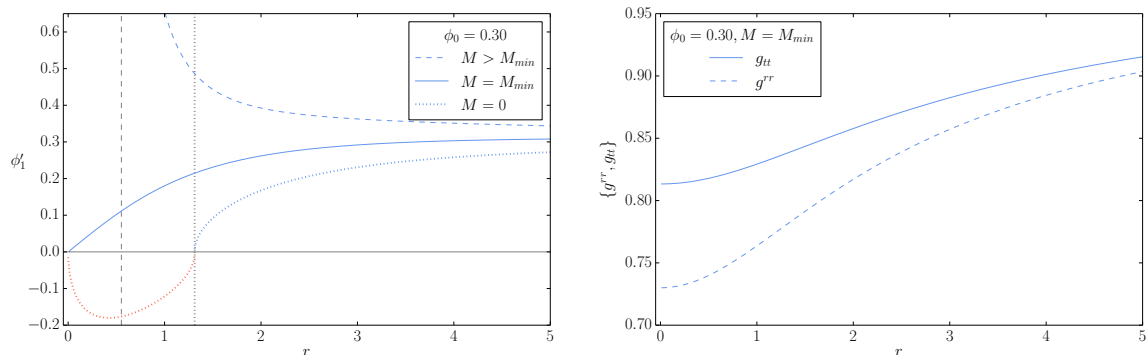 0.6
0.5
0.4
0.3
0.2
0.1
0.0
−0.1
−0.2
ϕ′₁
0 1 2 3 4 5
r
ϕ₀ = 0.30
M > M_min
M = M_min
M = 0
0.95
0.90
0.85
0.80
0.75
0.70
{g^rr, g_tt}
0 1 2 3 4 5
r
ϕ₀ = 0.30, M = M_min
g_tt
g^rr